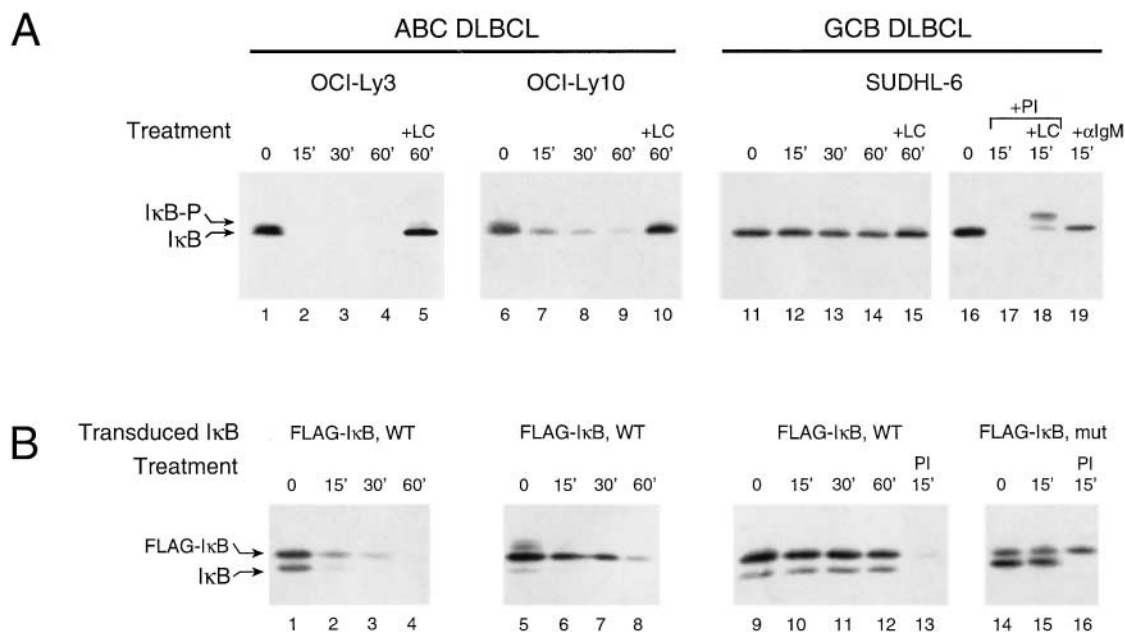 A
ABC DLBCL
GCB DLBCL
OCI-Ly3
OCI-Ly10
SUDHL-6
+PI
Treatment
+LC
+LC
+LC
+LC
+αIgM
0 15' 30' 60' 60'
0 15' 30' 60' 60'
0 15' 30' 60' 60'
0 15' 15' 15'
IκB-P
IκB
1 2 3 4 5
6 7 8 9 10
11 12 13 14 15
16 17 18 19
B
Transduced IκB
FLAG-IκB, WT
FLAG-IκB, WT
FLAG-IκB, WT
FLAG-IκB, mut
Treatment
PI
PI
0 15' 30' 60'
0 15' 30' 60'
0 15' 30' 60' 15'
0 15' 15'
FLAG-IκB
IκB
1 2 3 4
5 6 7 8
9 10 11 12 13
14 15 16